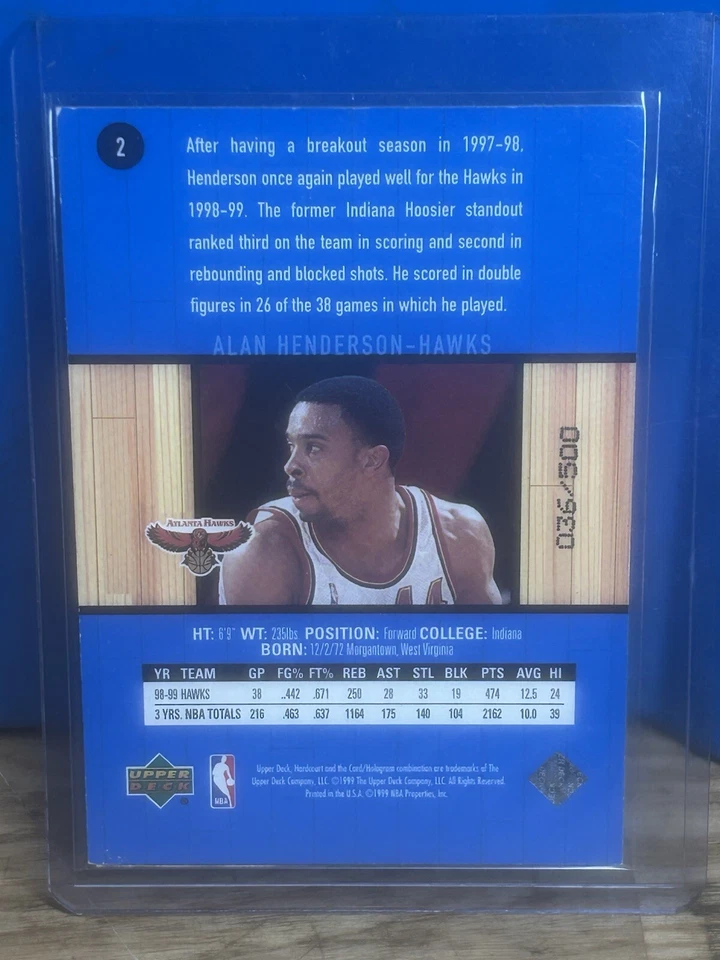 2
After having a breakout season in 1997-98,
Henderson once again played well for the Hawks in
1998-99. The former Indiana Hoosier standout
ranked third on the team in scoring and second in
rebounding and blocked shots. He scored in double
figures in 26 of the 38 games in which he played.
ALAN HENDERSON-HAWKS
036/500
ATLANTA HAWKS
44
HT: 6'9" WT: 235lbs POSITION: Forward COLLEGE: Indiana
BORN: 12/2/72 Morgantown, West Virginia
YR TEAM GP FG% FT% REB AST STL BLK PTS AVG HI
98-99 HAWKS 38 ..442 .671 250 28 33 19 474 12.5 24
3 YRS. NBA TOTALS 216 .463 .637 1164 175 140 104 2162 10.0 39
UPPER
DECK
NBA
Upper Deck, Hardcourt and the Card/Hologram combination are trademarks of The
Upper Deck Company, LLC. ©1999 The Upper Deck Company, LLC. All Rights Reserved.
Printed in the U.S.A. ©1999 NBA Properties, Inc.